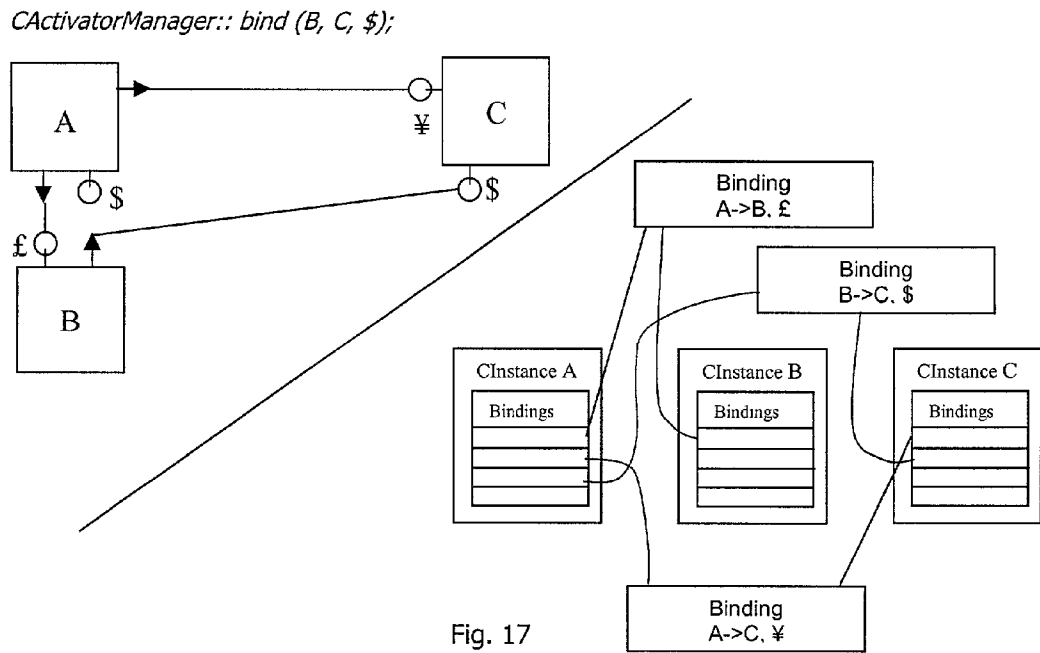 CActivatorManager:: bind (B, C, $);
A
¥
C
$
$
£
B
Binding
A->B, £
Binding
B->C, $
CInstance A
Bindings
CInstance B
Bindings
CInstance C
Bindings
Binding
A->C, ¥
Fig. 17